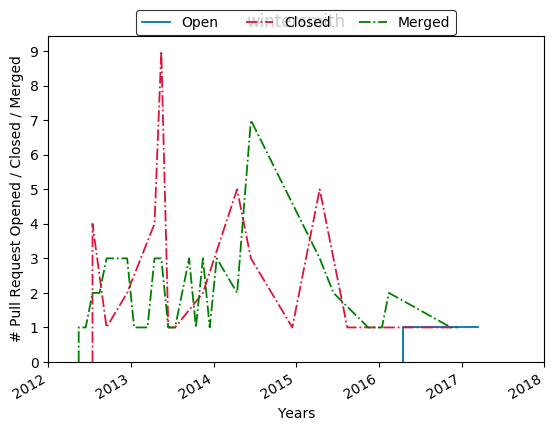 wintersmith
Open Closed Merged
# Pull Request Opened / Closed / Merged
9
8
7
6
5
4
3
2
1
0
2012 2013 2014 2015 2016 2017 2018
Years